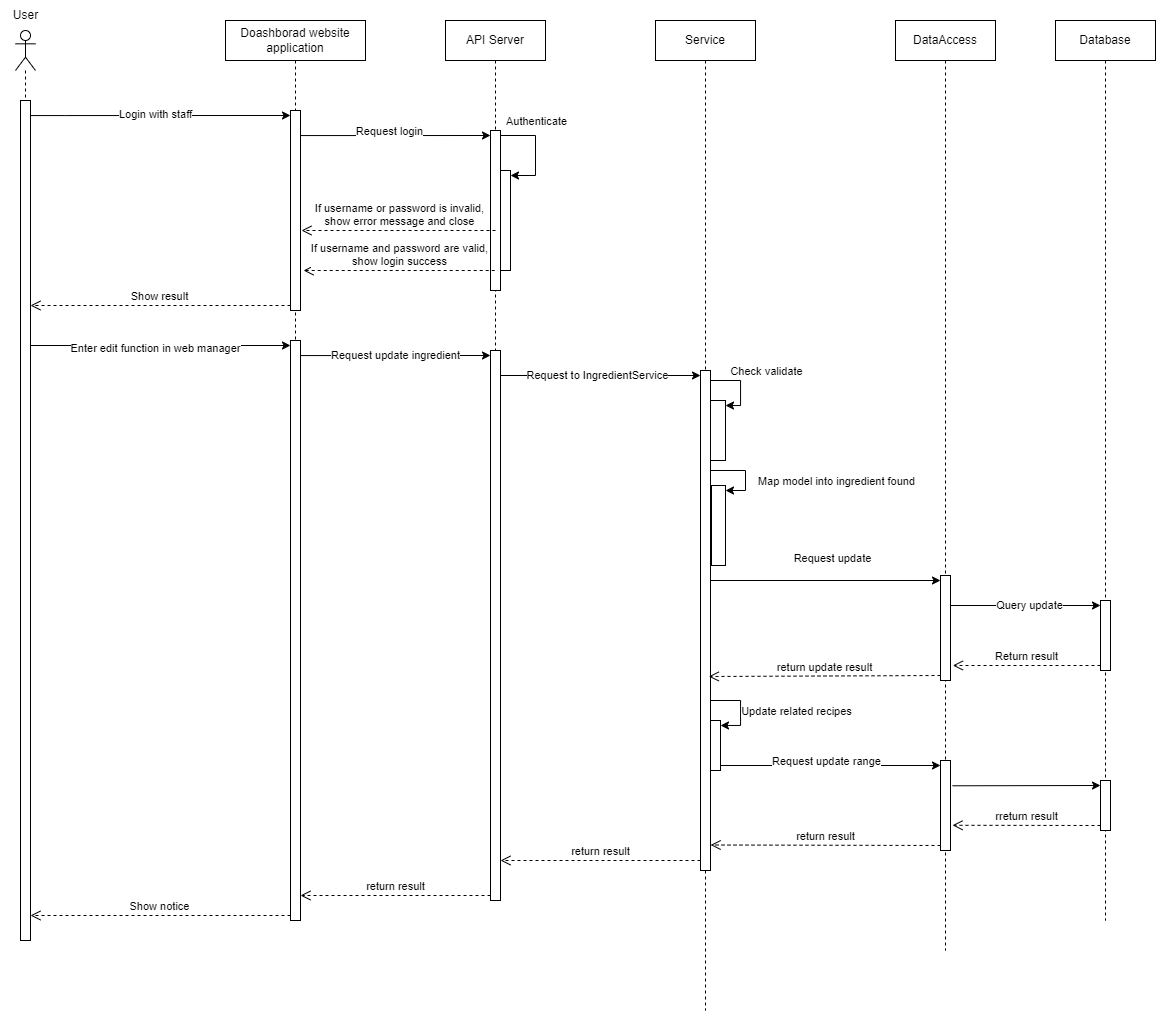 User
Doashborad website
application
API Server
Service
DataAccess
Database
Login with staff
Authenticate
Request login
If username or password is invalid,
show error message and close
If username and password are valid,
show login success
Show result
Enter edit function in web manager
Request update ingredient
Request to IngredientService
Check validate
Map model into ingredient found
Request update
Query update
Return result
return update result
Update related recipes
Request update range
rreturn result
return result
return result
return result
Show notice